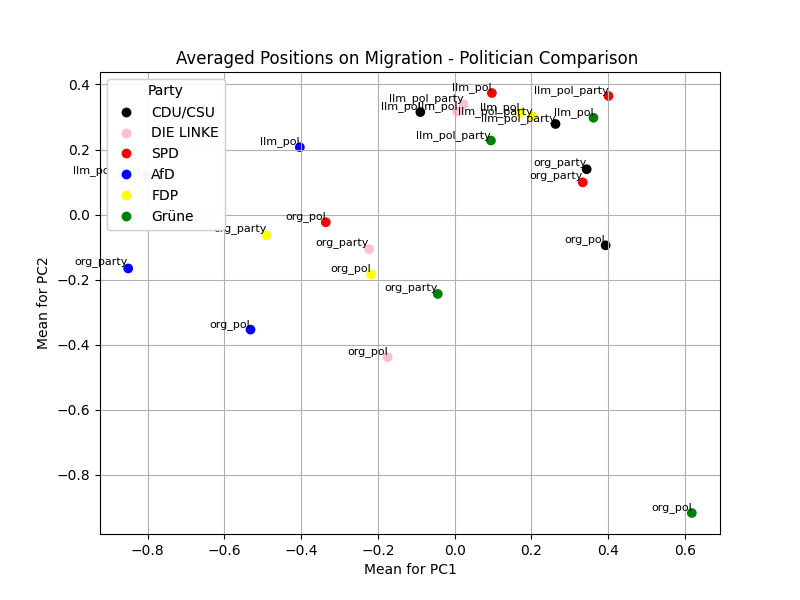 Averaged Positions on Migration - Politician Comparison
Party
CDU/CSU
DIE LINKE
SPD
AfD
FDP
Grüne
llm_pol
llm_pol_party
llm_pol_party
llm_pol
llm_pol
llm_pol
llm_pol_party
llm_pol_party
llm_pol
llm_pol_party
llm_pol
org_party
org_party
org_pol
org_party
org_party
org_pol
org_pol
org_party
org_party
org_pol
org_pol
org_pol
0.4
0.2
0.0
−0.2
−0.4
−0.6
−0.8
−0.8
−0.6
−0.4
−0.2
0.0
0.2
0.4
0.6
Mean for PC1
Mean for PC2